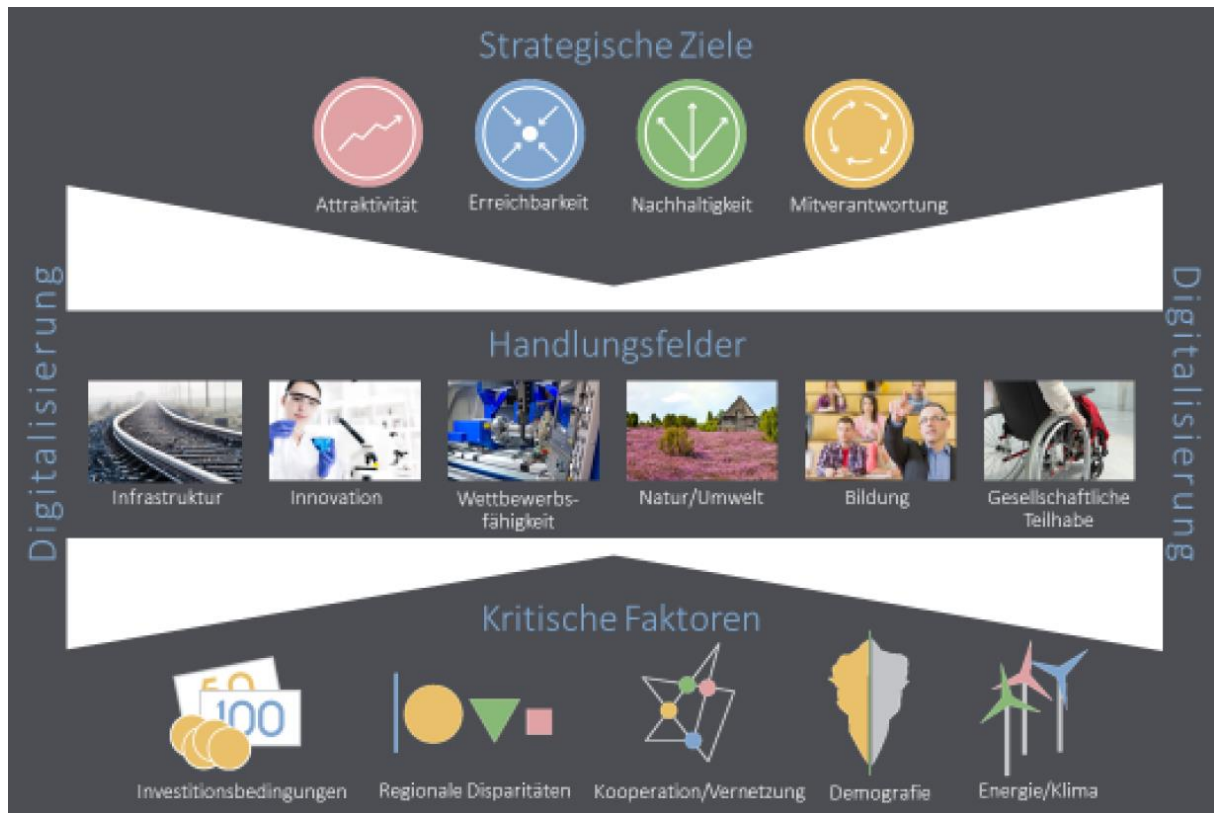 Strategische Ziele
Attraktivität
Erreichbarkeit
Nachhaltigkeit
Mitverantwortung
Digitalisierung
Digitalisierung
Handlungsfelder
Infrastruktur
Innovation
Wettbewerbs-
fähigkeit
Natur/Umwelt
Bildung
Gesellschaftliche
Teilhabe
Kritische Faktoren
50
100
Investitionsbedingungen
Regionale Disparitäten
Kooperation/Vernetzung
Demografie
Energie/Klima